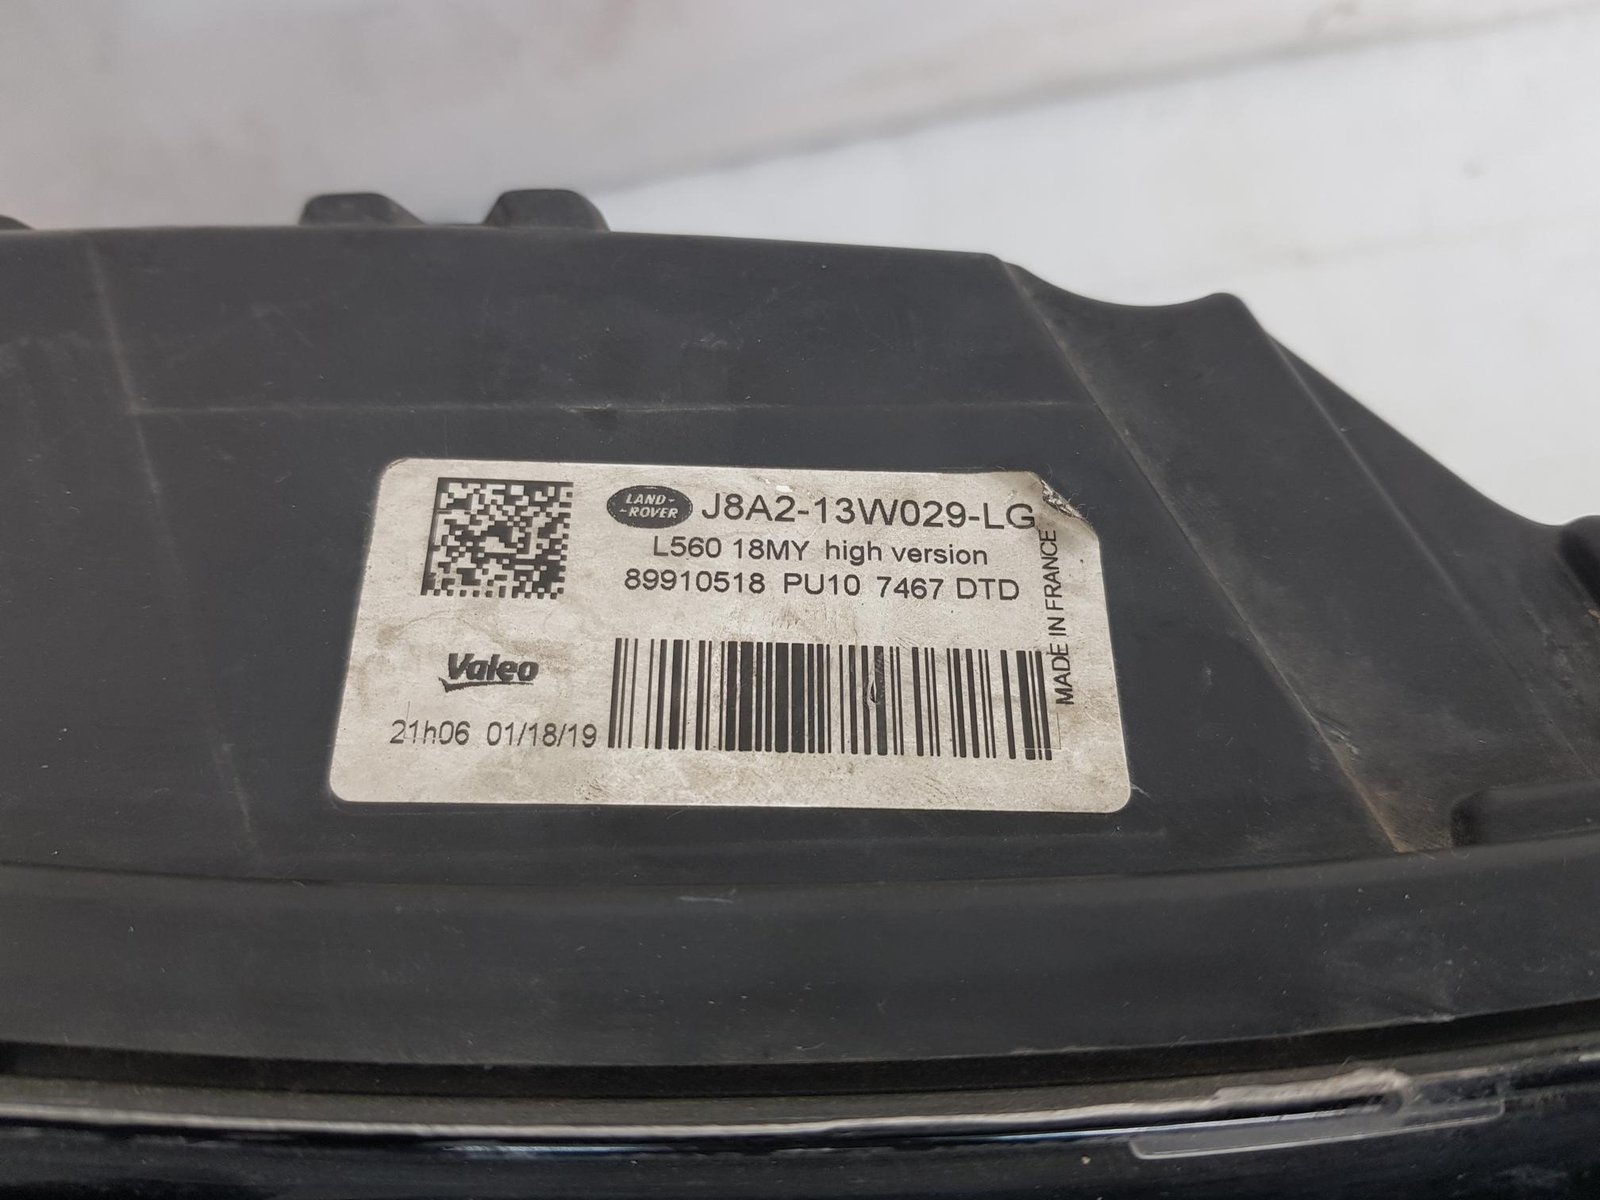 LAND-
-ROVER
J8A2-13W029-LG
L560 18MY high version
89910518 PU10 7467 DTD
MADE IN FRANCE
Valeo
21h06 01/18/19